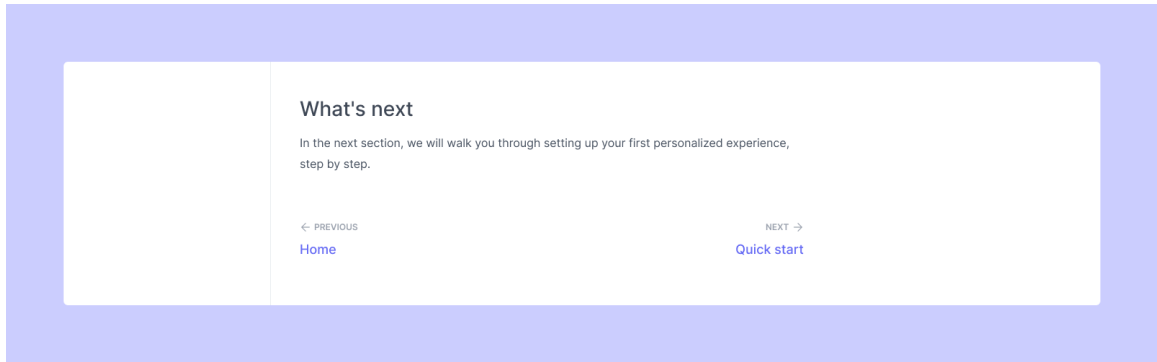 What's next
In the next section, we will walk you through setting up your first personalized experience,
step by step.
← PREVIOUS
NEXT →
Home
Quick start